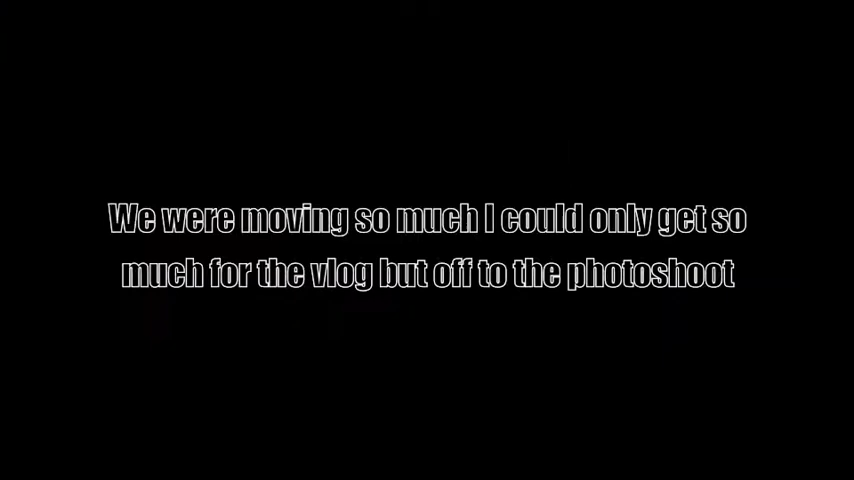 We were moving so much I could only get so
much for the vlog but off to the photoshoot